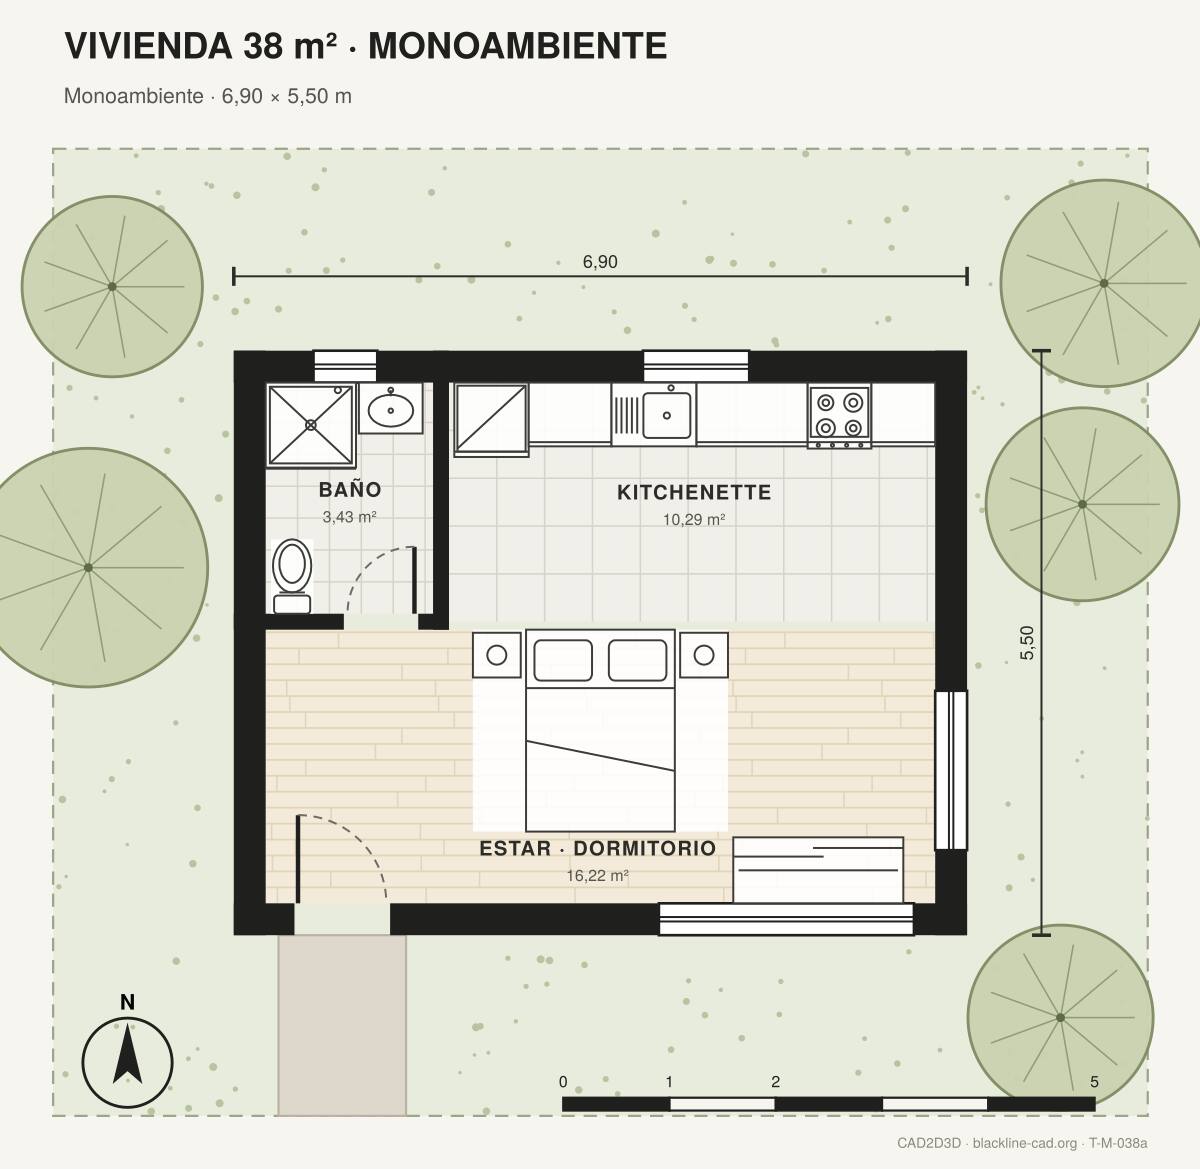 VIVIENDA 38 m² · MONOAMBIENTE
Monoambiente · 6,90 × 5,50 m
6,90
BAÑO
3,43 m²
KITCHENETTE
10,29 m²
5,50
ESTAR · DORMITORIO
16,22 m²
N
0 1 2 5
CAD2D3D · blackline-cad.org · T-M-038a